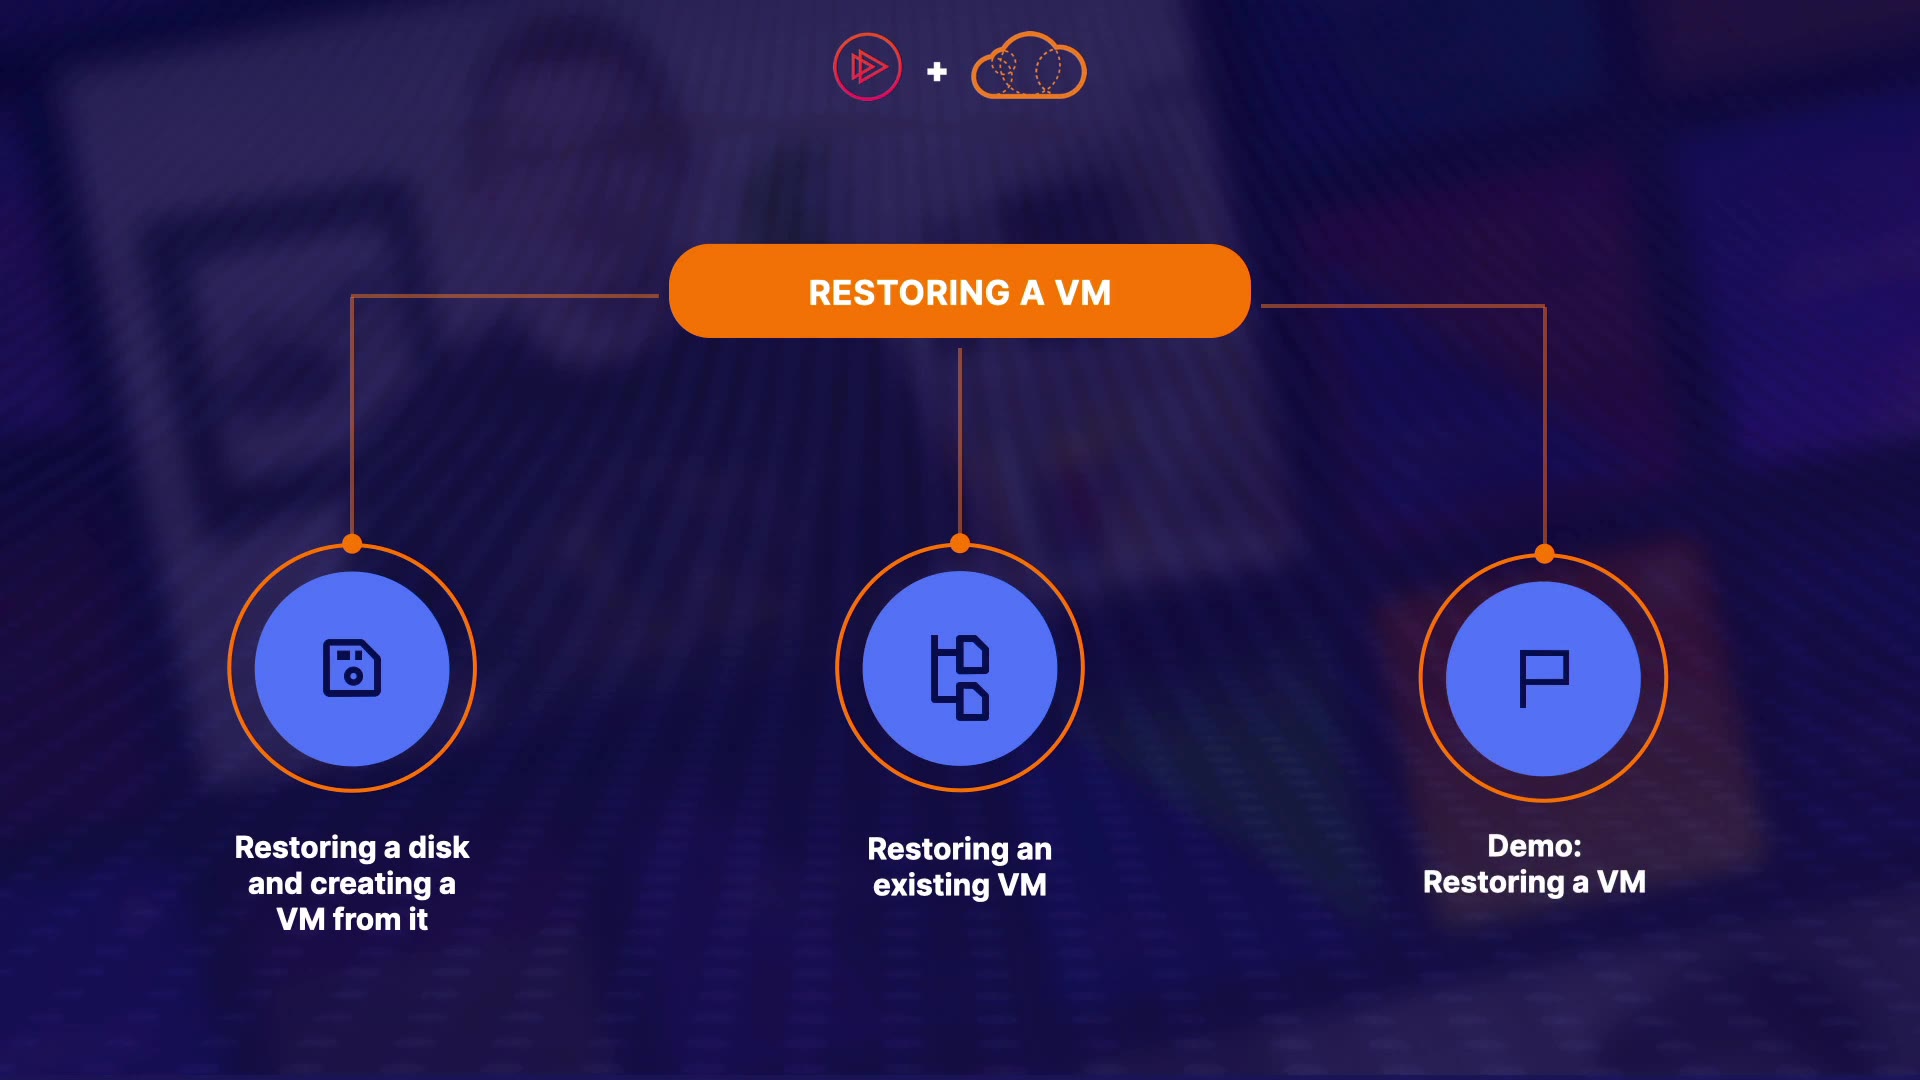 RESTORING A VM
Restoring a disk
and creating a
VM from it
Restoring an
existing VM
Demo:
Restoring a VM